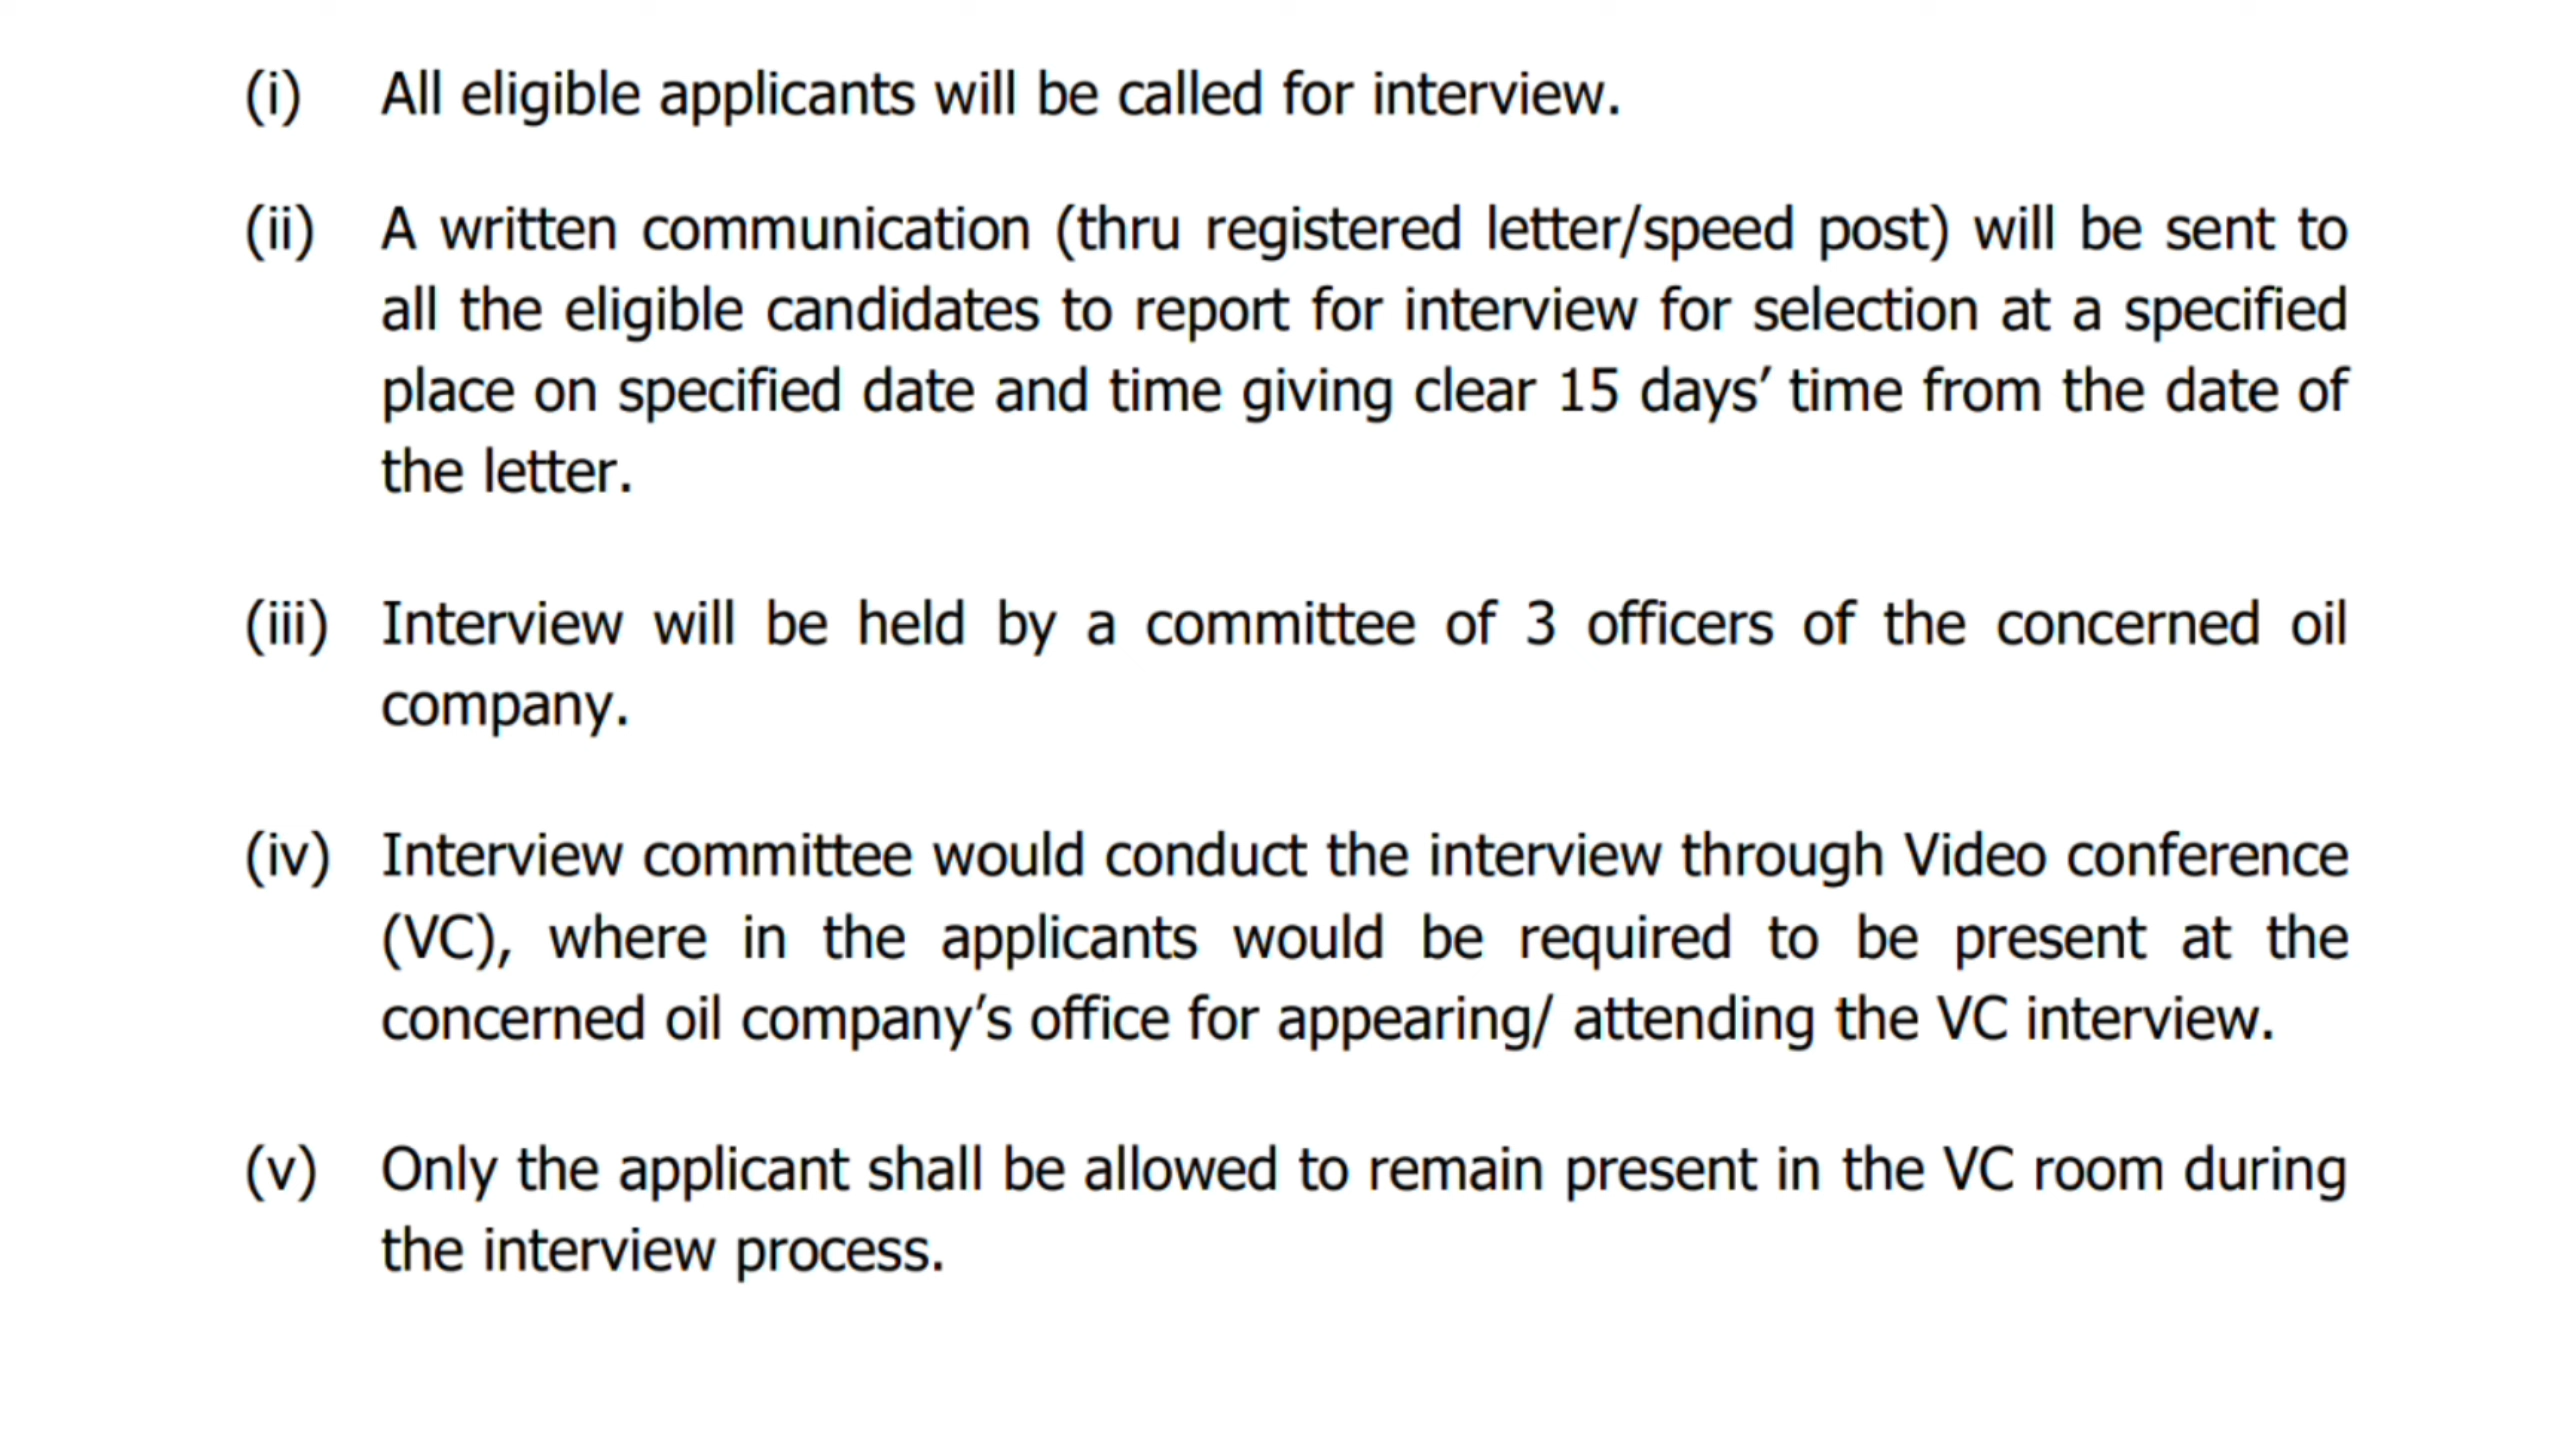 (i) All eligible applicants will be called for interview.
(ii) A written communication (thru registered letter/speed post) will be sent to
all the eligible candidates to report for interview for selection at a specified
place on specified date and time giving clear 15 days’ time from the date of
the letter.
(iii) Interview will be held by a committee of 3 officers of the concerned oil
company.
(iv) Interview committee would conduct the interview through Video conference
(VC), where in the applicants would be required to be present at the
concerned oil company’s office for appearing/ attending the VC interview.
(v) Only the applicant shall be allowed to remain present in the VC room during
the interview process.